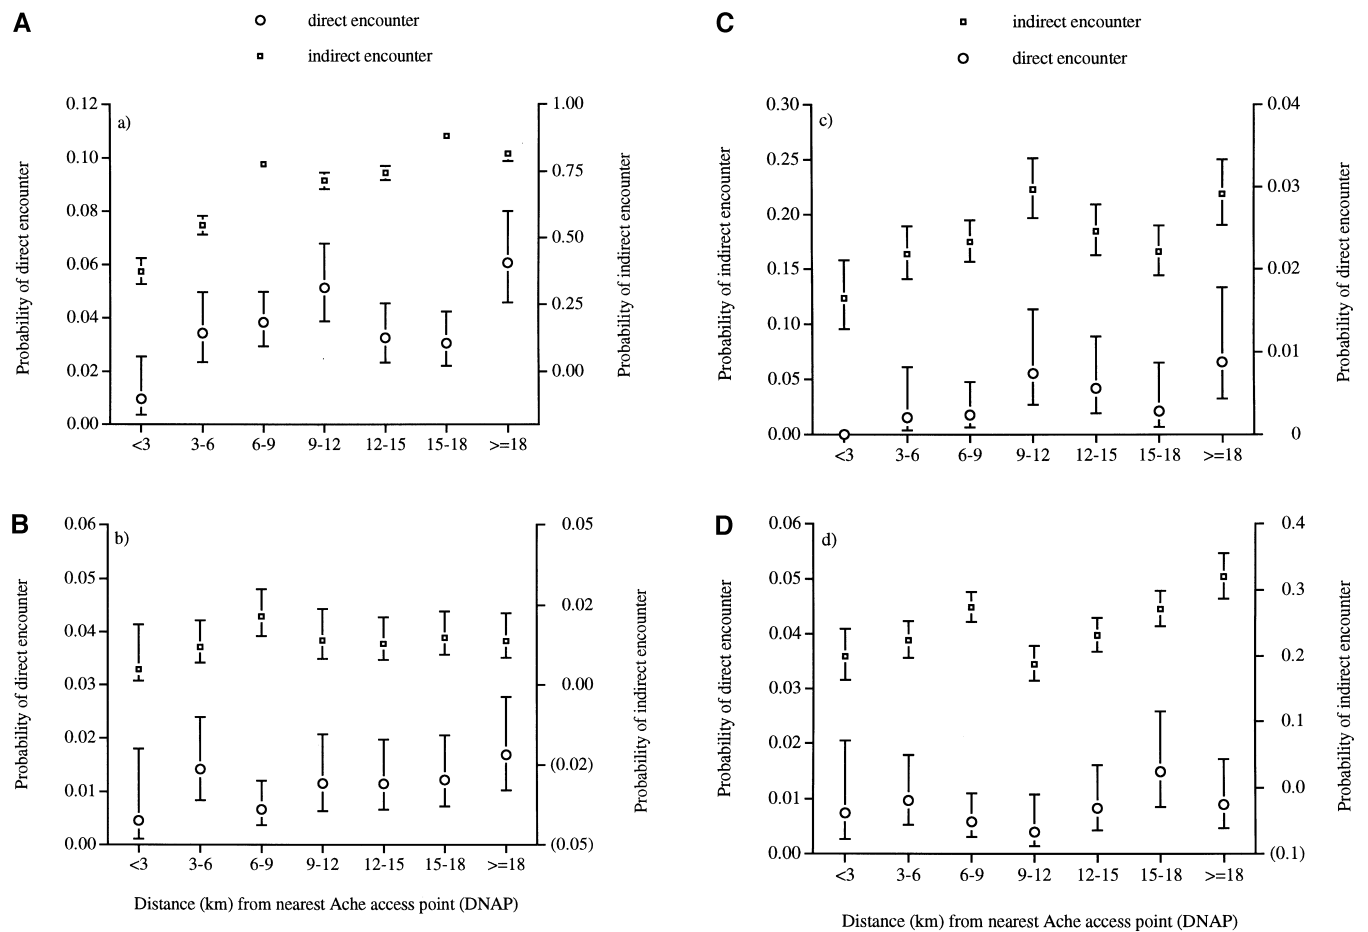 A
direct encounter
indirect encounter
a)
Probability of direct encounter
0.12
0.10
0.08
0.06
0.04
0.02
0.00
1.00
0.75
0.50
0.25
0.00
Probability of indirect encounter
<3 3-6 6-9 9-12 12-15 15-18 >=18
B
b)
Probability of direct encounter
0.06
0.05
0.04
0.03
0.02
0.01
0.00
0.05
0.02
0.00
(0.02)
(0.05)
Probability of indirect encounter
<3 3-6 6-9 9-12 12-15 15-18 >=18
Distance (km) from nearest Ache access point (DNAP)
C
indirect encounter
direct encounter
c)
Probability of indirect encounter
0.30
0.25
0.20
0.15
0.10
0.05
0.00
0.04
0.03
0.02
0.01
0
Probability of direct encounter
<3 3-6 6-9 9-12 12-15 15-18 >=18
D
d)
Probability of direct encounter
0.06
0.05
0.04
0.03
0.02
0.01
0.00
0.4
0.3
0.2
0.1
0.0
(0.1)
Probability of indirect encounter
<3 3-6 6-9 9-12 12-15 15-18 >=18
Distance (km) from nearest Ache access point (DNAP)